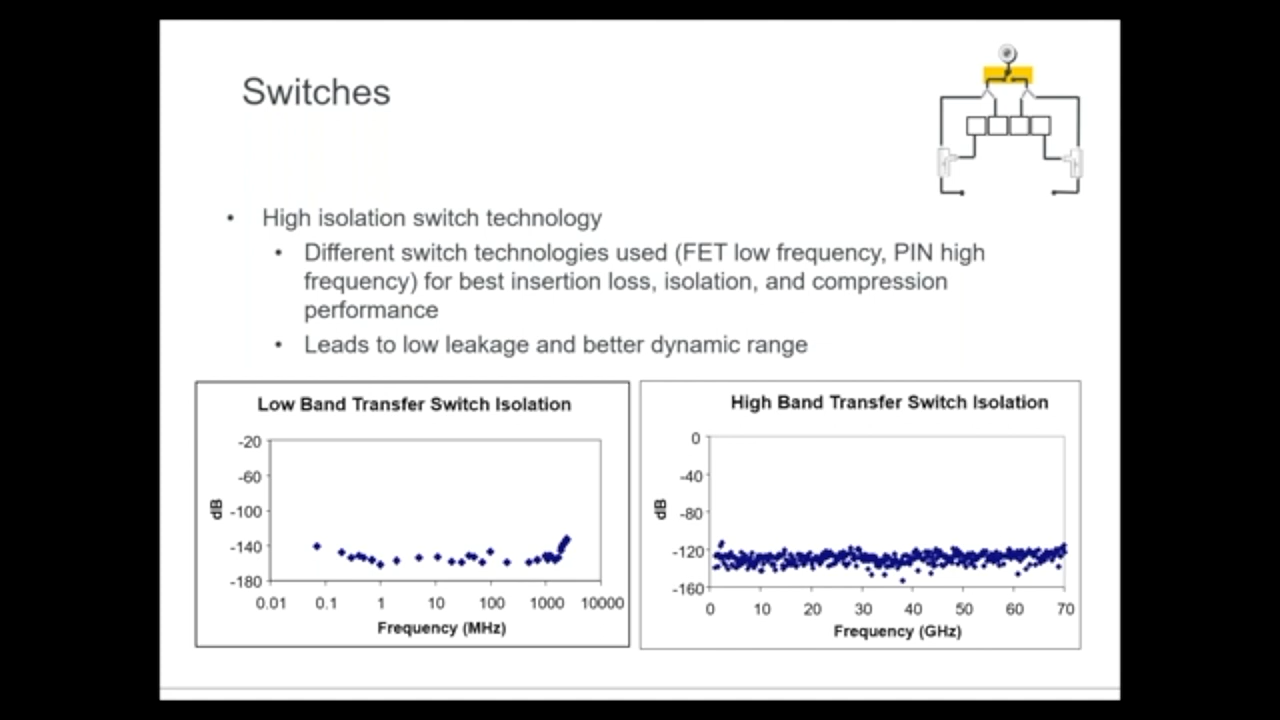 Switches
• High isolation switch technology
• Different switch technologies used (FET low frequency, PIN high
frequency) for best insertion loss, isolation, and compression
performance
• Leads to low leakage and better dynamic range
Low Band Transfer Switch Isolation
-20
-60
-100
-140
-180
dB
0.01 0.1 1 10 100 1000 10000
Frequency (MHz)
High Band Transfer Switch Isolation
0
-40
-80
-120
-160
dB
0 10 20 30 40 50 60 70
Frequency (GHz)